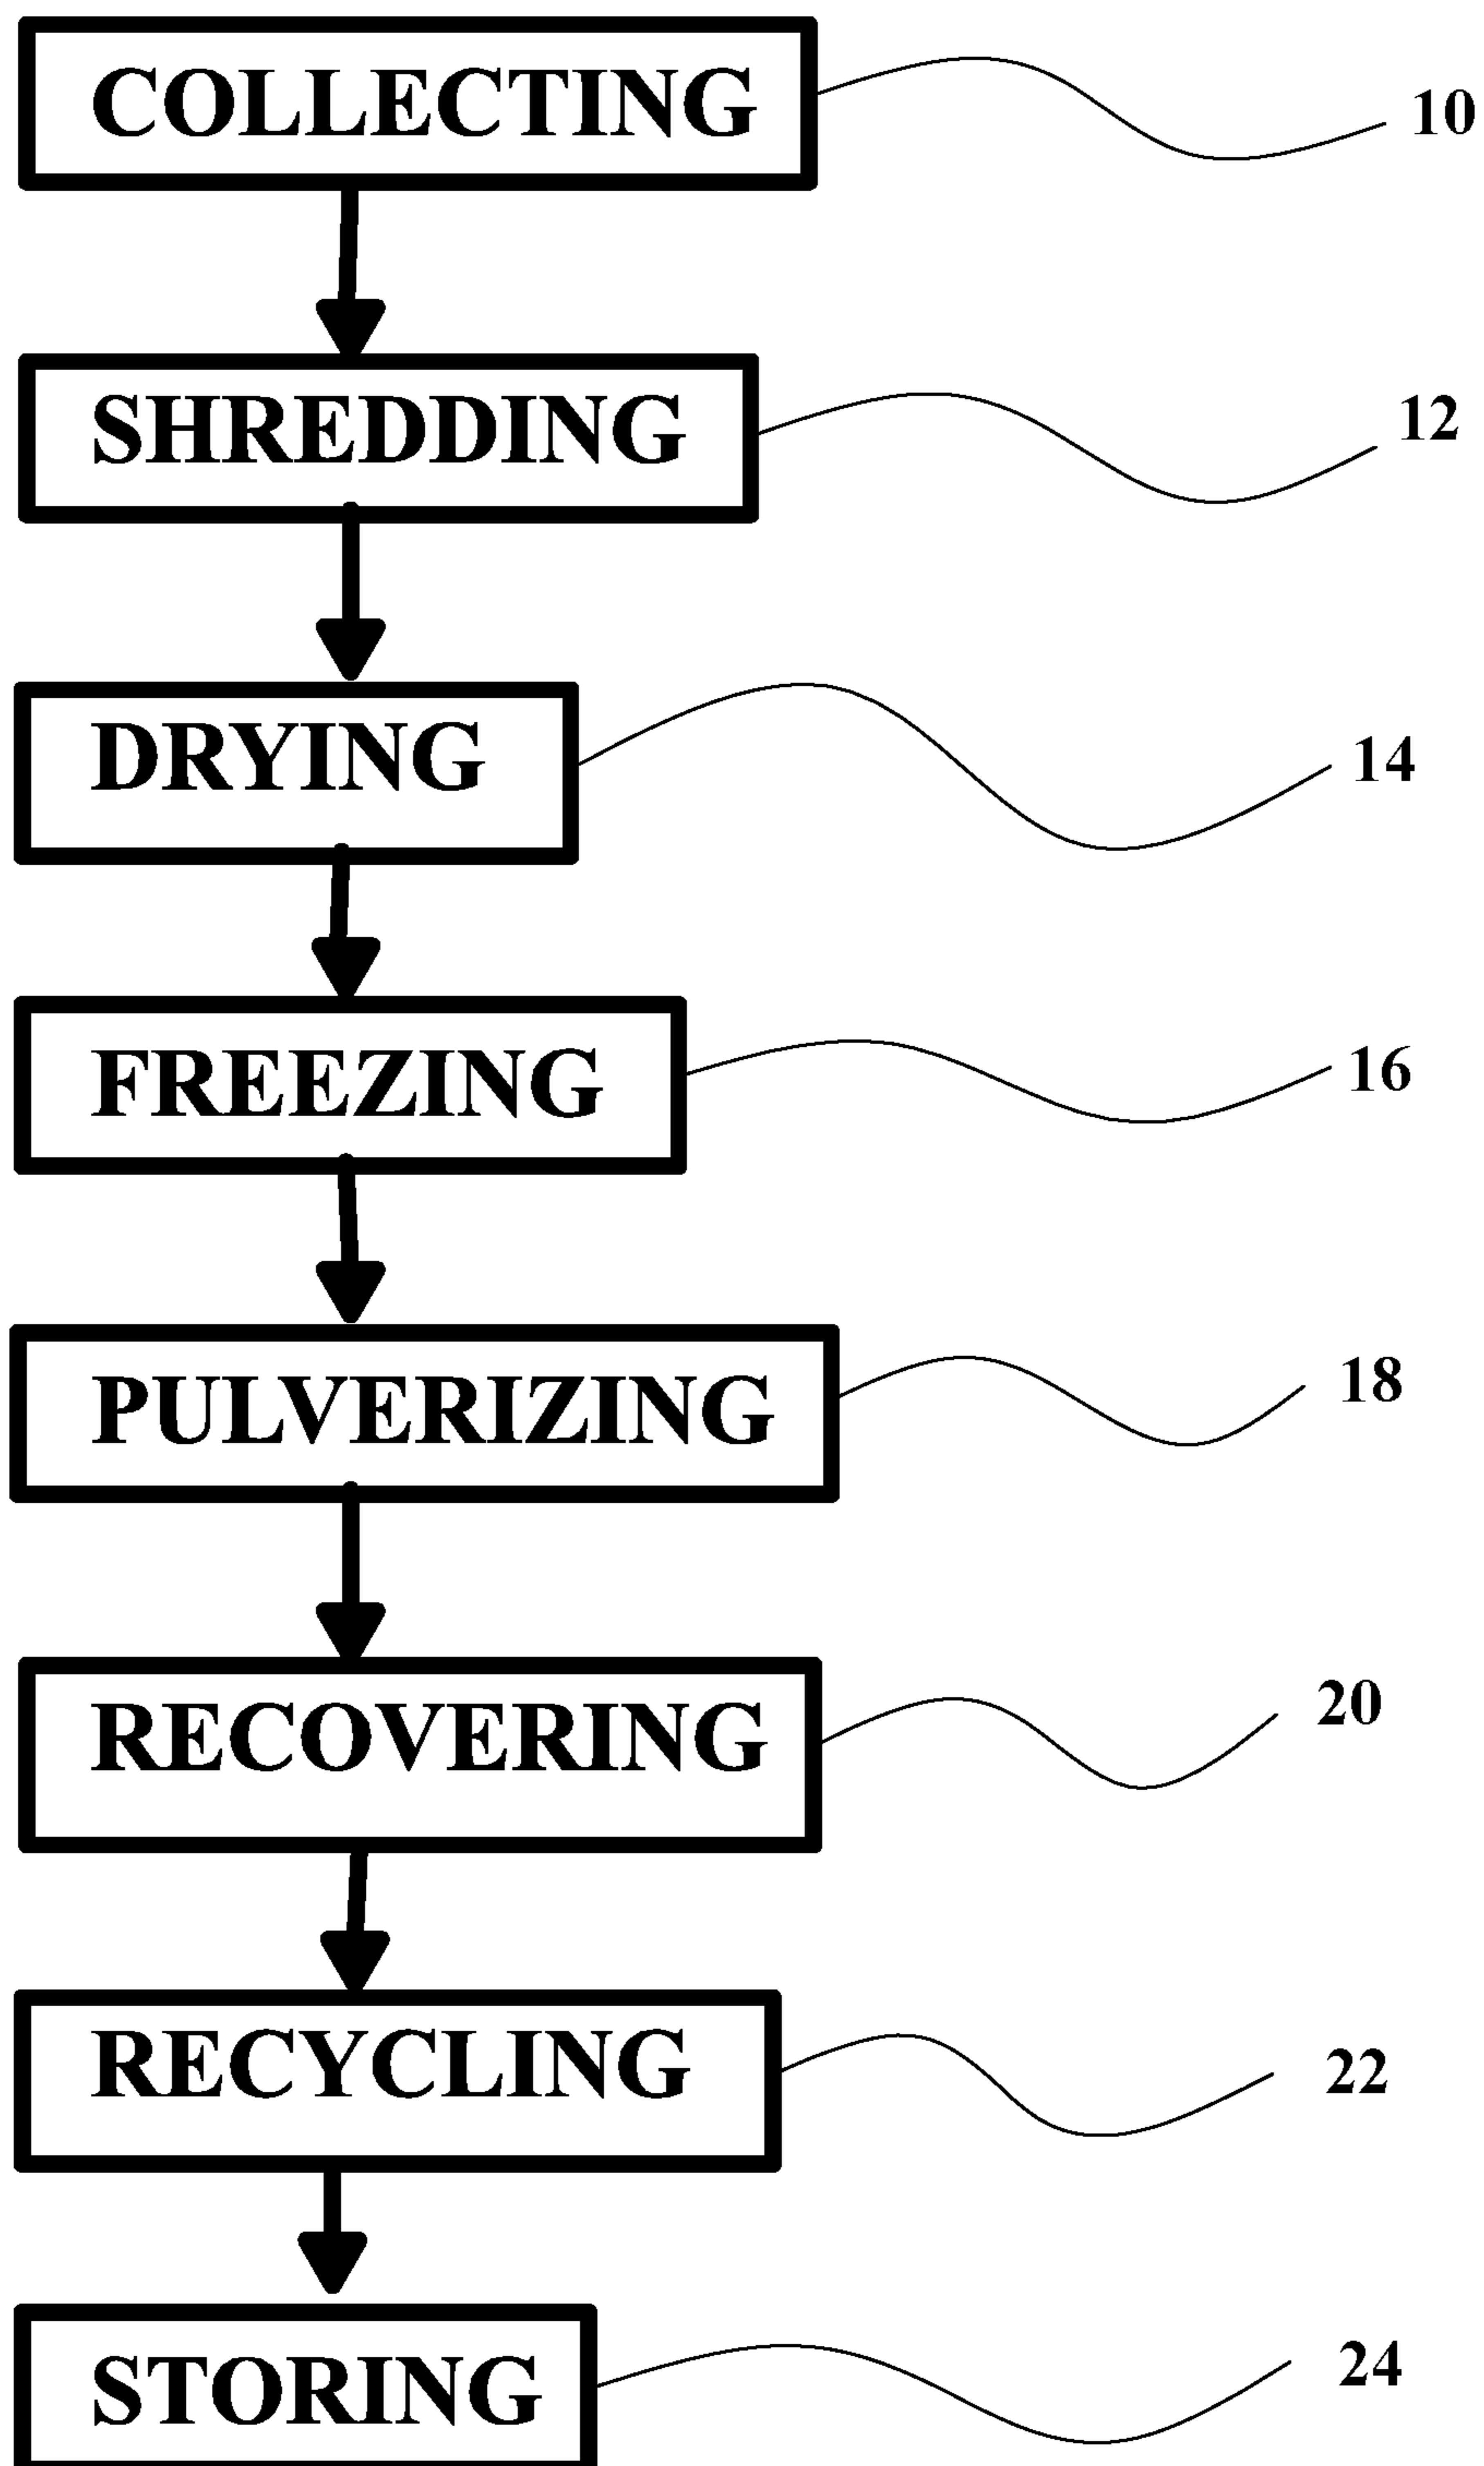 COLLECTING 10
SHREDDING 12
DRYING 14
FREEZING 16
PULVERIZING 18
RECOVERING 20
RECYCLING 22
STORING 24